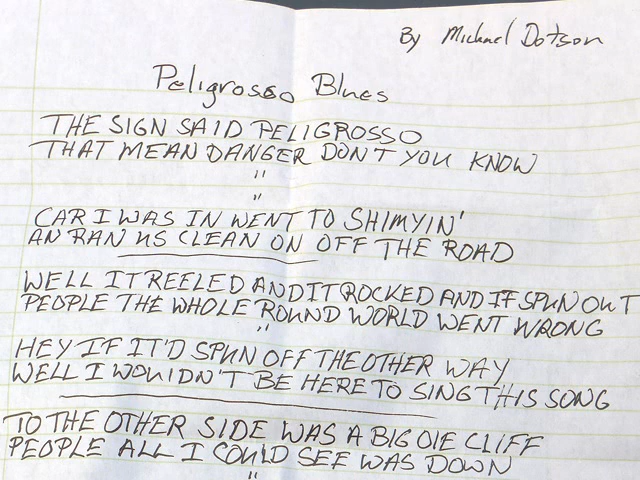 By Michael Dotson
Peligrosso Blues
THE SIGN SAID PELIGROSSO
THAT MEAN DANGER DON'T YOU KNOW
"
"
CAR I WAS IN WENT TO SHIMYIN'
AN RAN US CLEAN ON OFF THE ROAD
WELL IT REELED AND IT ROCKED AND IT SPUN OUT
PEOPLE THE WHOLE ROUND WORLD WENT WRONG
"
HEY IF IT'D SPUN OFF THE OTHER WAY
WELL I WOULDN'T BE HERE TO SING THIS SONG
TO THE OTHER SIDE WAS A BIG OLE CLIFF
PEOPLE ALL I COULD SEE WAS DOWN
"